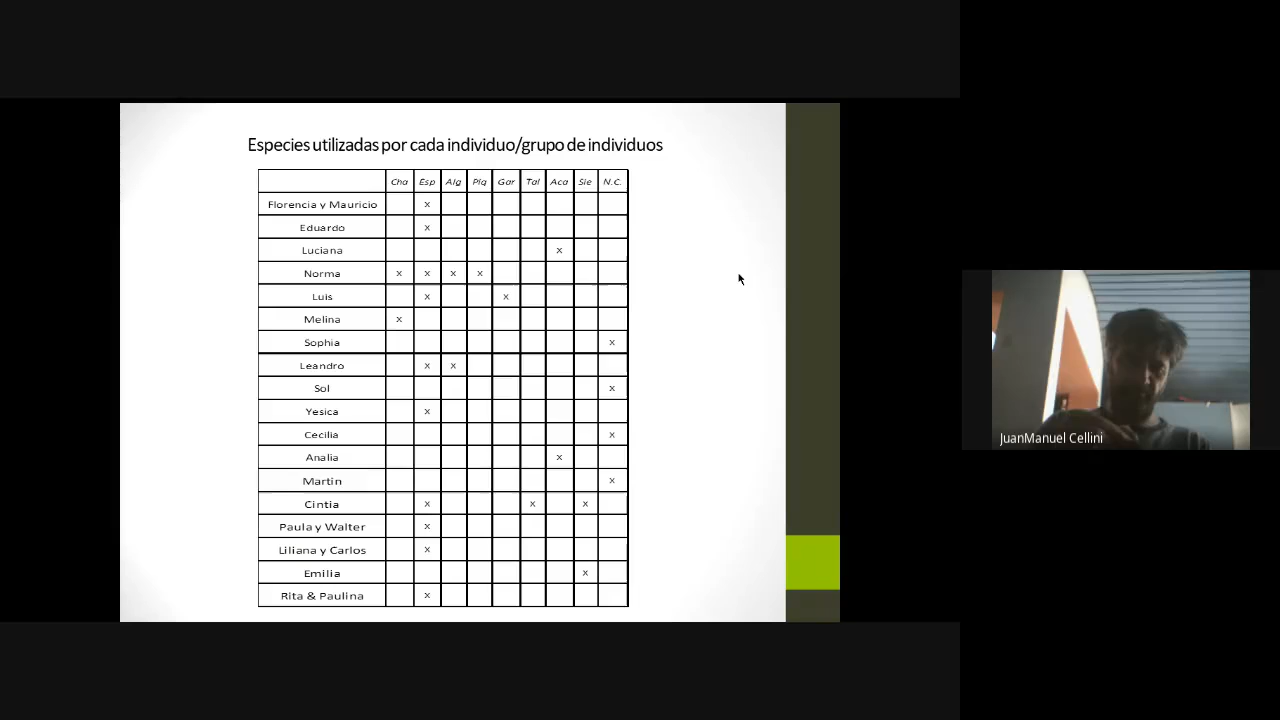 Especies utilizadas por cada individuo/grupo de individuos
Cha Esp Alg Plq Gar Tal Aca Sie N.C.
Florencia y Mauricio x
Eduardo x
Luciana x
Norma x x x x
Luis x x
Melina x
Sophia x
Leandro x x
Sol x
Yesica x
Cecilia x
Analia x
Martin x
Cintia x x x
Paula y Walter x
Liliana y Carlos x
Emilia x
Rita & Paulina x
JuanManuel Cellini